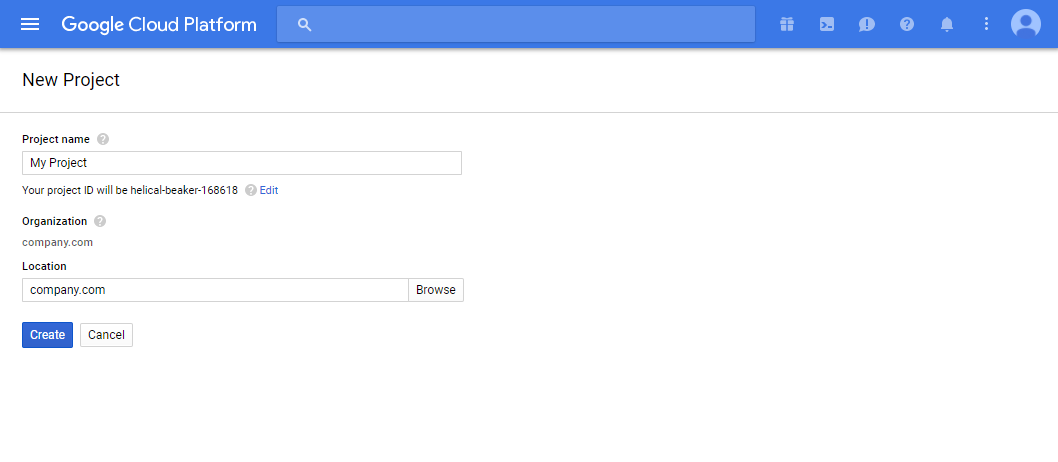 Google Cloud Platform
New Project
Project name
My Project
Your project ID will be helical-beaker-168618 Edit
Organization
company.com
Location
company.com Browse
Create Cancel